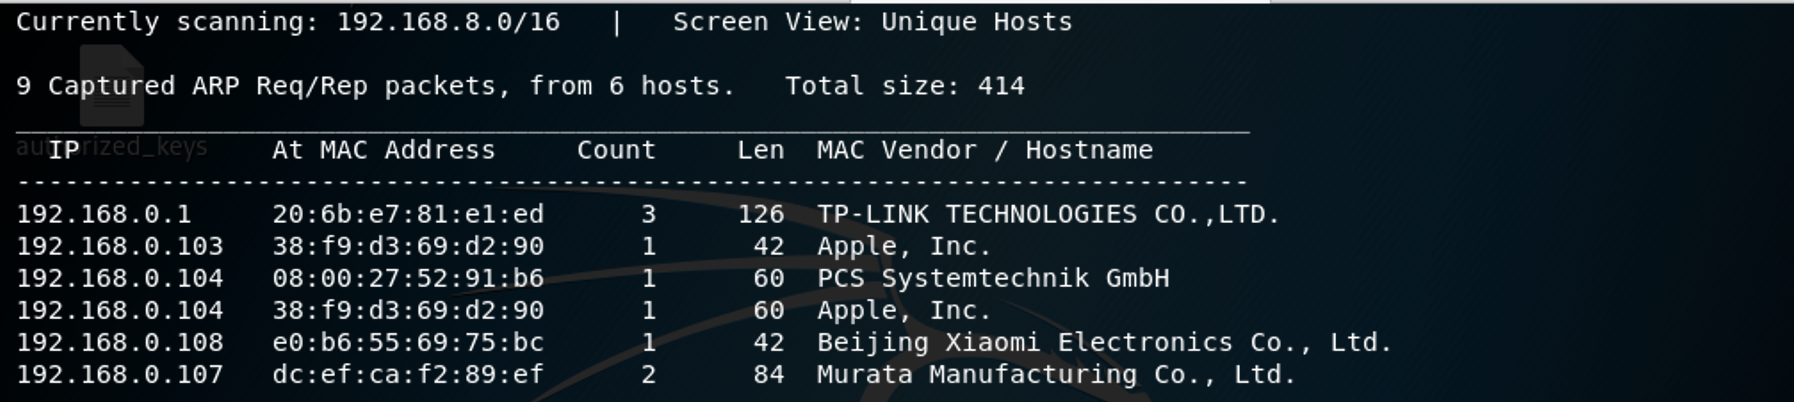 Currently scanning: 192.168.8.0/16   |   Screen View: Unique Hosts
9 Captured ARP Req/Rep packets, from 6 hosts.   Total size: 414
_____________________________________________________________________________
authorized_keys
IP            At MAC Address     Count     Len  MAC Vendor / Hostname
-----------------------------------------------------------------------------
192.168.0.1     20:6b:e7:81:e1:ed      3     126  TP-LINK TECHNOLOGIES CO.,LTD.
192.168.0.103   38:f9:d3:69:d2:90      1      42  Apple, Inc.
192.168.0.104   08:00:27:52:91:b6      1      60  PCS Systemtechnik GmbH
192.168.0.104   38:f9:d3:69:d2:90      1      60  Apple, Inc.
192.168.0.108   e0:b6:55:69:75:bc      1      42  Beijing Xiaomi Electronics Co., Ltd.
192.168.0.107   dc:ef:ca:f2:89:ef      2      84  Murata Manufacturing Co., Ltd.